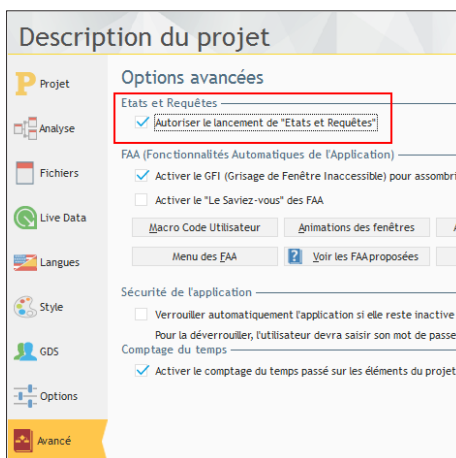 Description du projet
Projet
Analyse
Fichiers
Live Data
Langues
Style
GDS
Options
Avancé
Options avancées
Etats et Requêtes
Autoriser le lancement de "Etats et Requêtes"
FAA (Fonctionnalités Automatiques de l'Application)
Activer le GFI (Grisage de Fenêtre Inaccessible) pour assombri
Activer le "Le Saviez-vous" des FAA
Macro Code Utilisateur
Animations des fenêtres
A
Menu des FAA
Voir les FAA proposées
Sécurité de l'application
Verrouiller automatiquement l'application si elle reste inactive
Pour la déverrouiller, l'utilisateur devra saisir son mot de passe
Comptage du temps
Activer le comptage du temps passé sur les éléments du projet